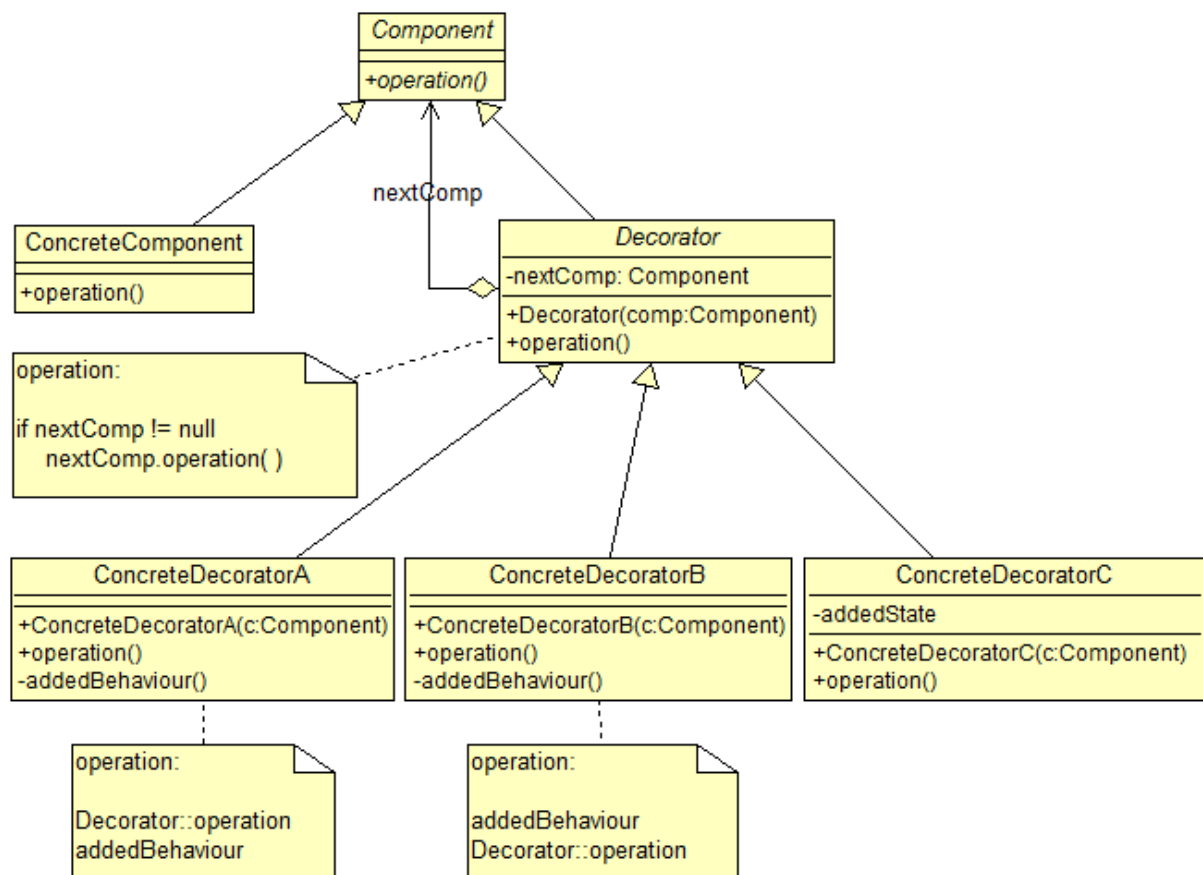 Component
+operation()
nextComp
ConcreteComponent
+operation()
Decorator
-nextComp: Component
+Decorator(comp:Component)
+operation()
operation:
if nextComp != null
nextComp.operation( )
ConcreteDecoratorA
+ConcreteDecoratorA(c:Component)
+operation()
-addedBehaviour()
ConcreteDecoratorB
+ConcreteDecoratorB(c:Component)
+operation()
-addedBehaviour()
ConcreteDecoratorC
-addedState
+ConcreteDecoratorC(c:Component)
+operation()
operation:
Decorator::operation
addedBehaviour
operation:
addedBehaviour
Decorator::operation